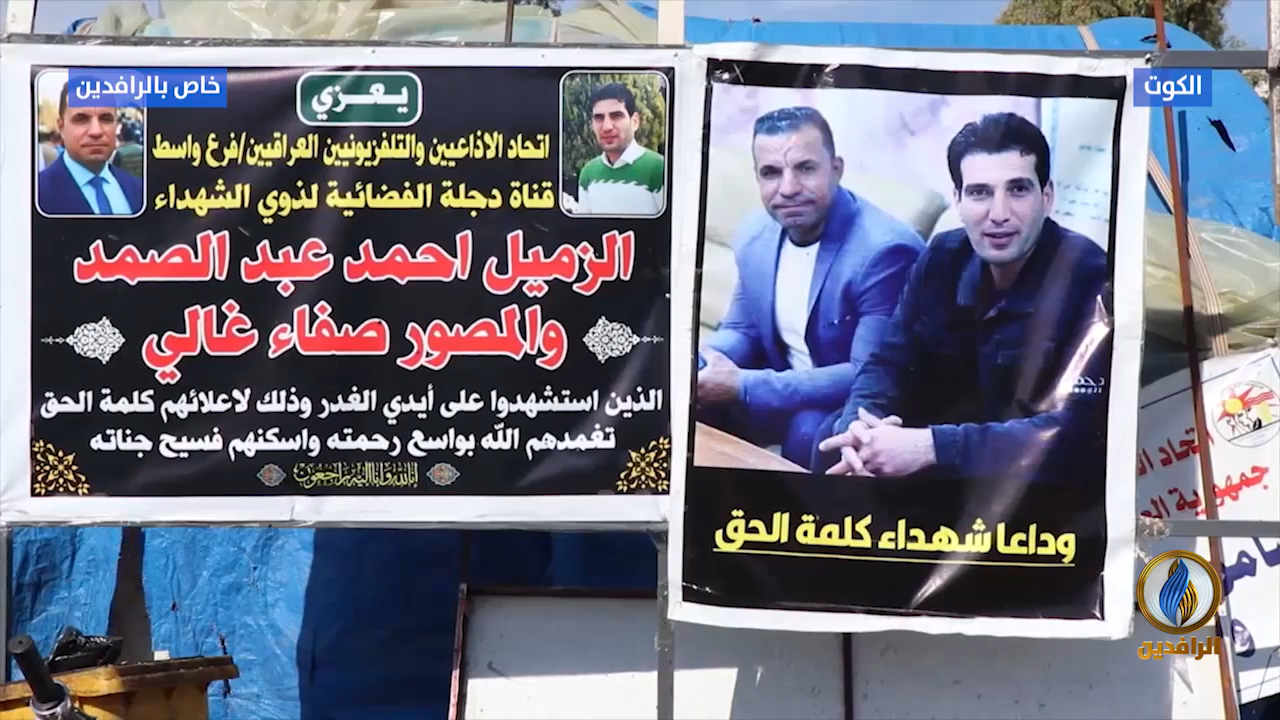 خاص بالرافدين
الكوت
يعزي
اتحاد الاذاعيين والتلفزيونيين العراقيين/فرع واسط
قناة دجلة الفضائية لذوي الشهداء
الزميل احمد عبد الصمد
والمصور صفاء غالي
الذين استشهدوا على أيدي الغدر وذلك لاعلائهم كلمة الحق
تغمدهم الله بواسع رحمته واسكنهم فسيح جناته
إنا لله وإنا إليه راجعون
وداعا شهداء كلمة الحق
اتحاد
جمهورية
الرافدين